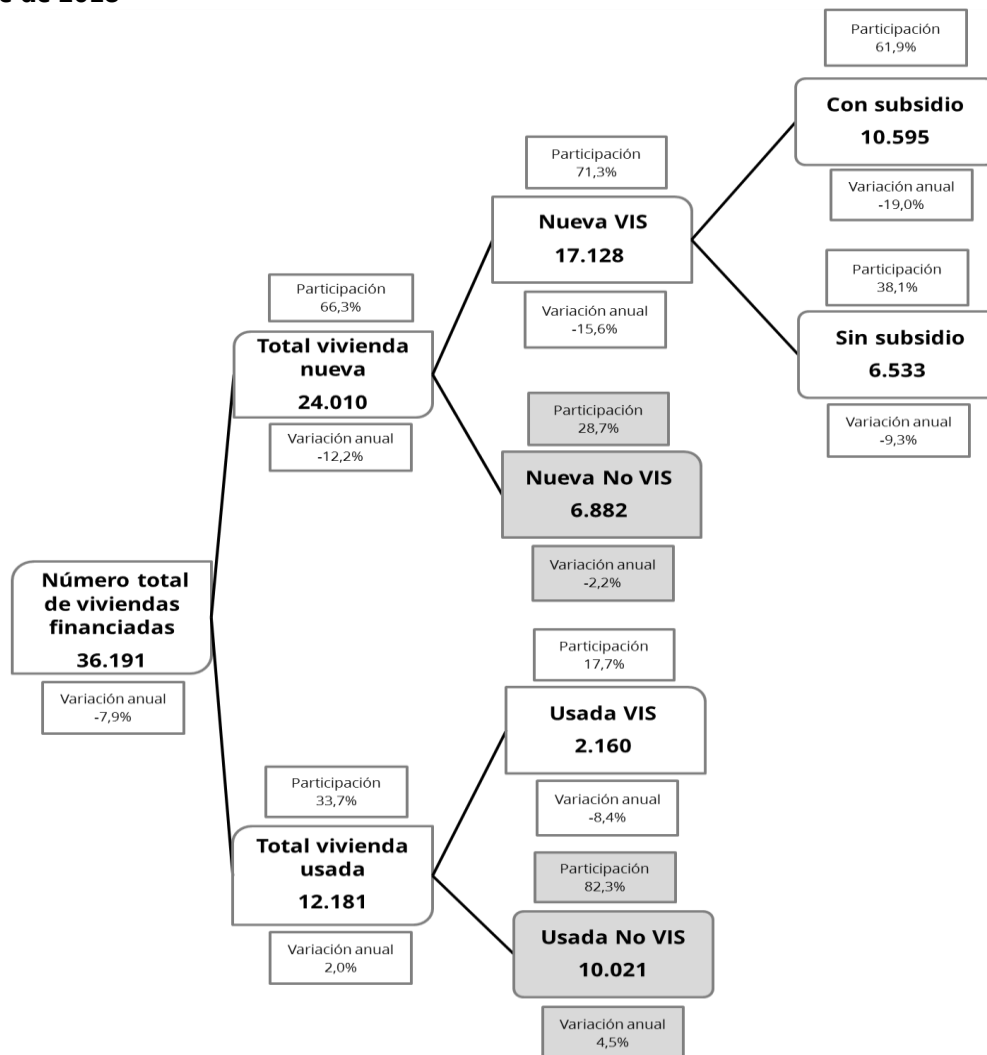 de
Participación
61,9%
Con subsidio
10.595
Variación anual
-19,0%
Participación
71,3%
Nueva VIS
17.128
Variación anual
-15,6%
Participación
38,1%
Sin subsidio
6.533
Variación anual
-9,3%
Participación
66,3%
Total vivienda
nueva
24.010
Variación anual
-12,2%
Participación
28,7%
Nueva No VIS
6.882
Variación anual
-2,2%
Número total
de viviendas
financiadas
36.191
Variación anual
-7,9%
Participación
17,7%
Usada VIS
2.160
Variación anual
-8,4%
Participación
33,7%
Total vivienda
usada
12.181
Variación anual
2,0%
Participación
82,3%
Usada No VIS
10.021
Variación anual
4,5%